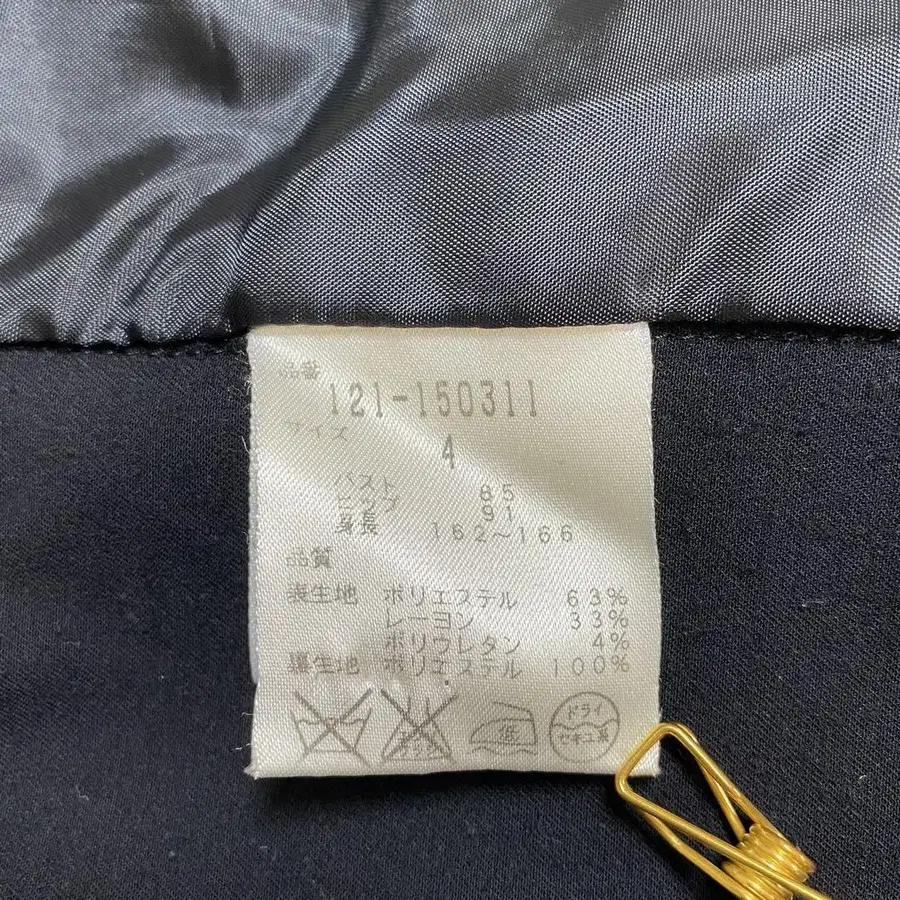 品番
121-150311
サイズ
4
バスト 85
ヒップ 91
身長 162～166
品質
表生地 ポリエステル 63%
レーヨン 33%
ポリウレタン 4%
裏生地 ポリエステル 100%
低
ドライ
セキユ系